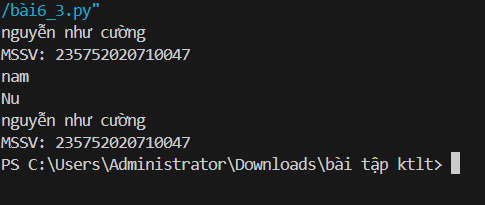 /bài6_3.py"
nguyễn như cường
MSSV: 235752020710047
nam
Nu
nguyễn như cường
MSSV: 235752020710047
PS C:\Users\Administrator\Downloads\bài tập ktlt>